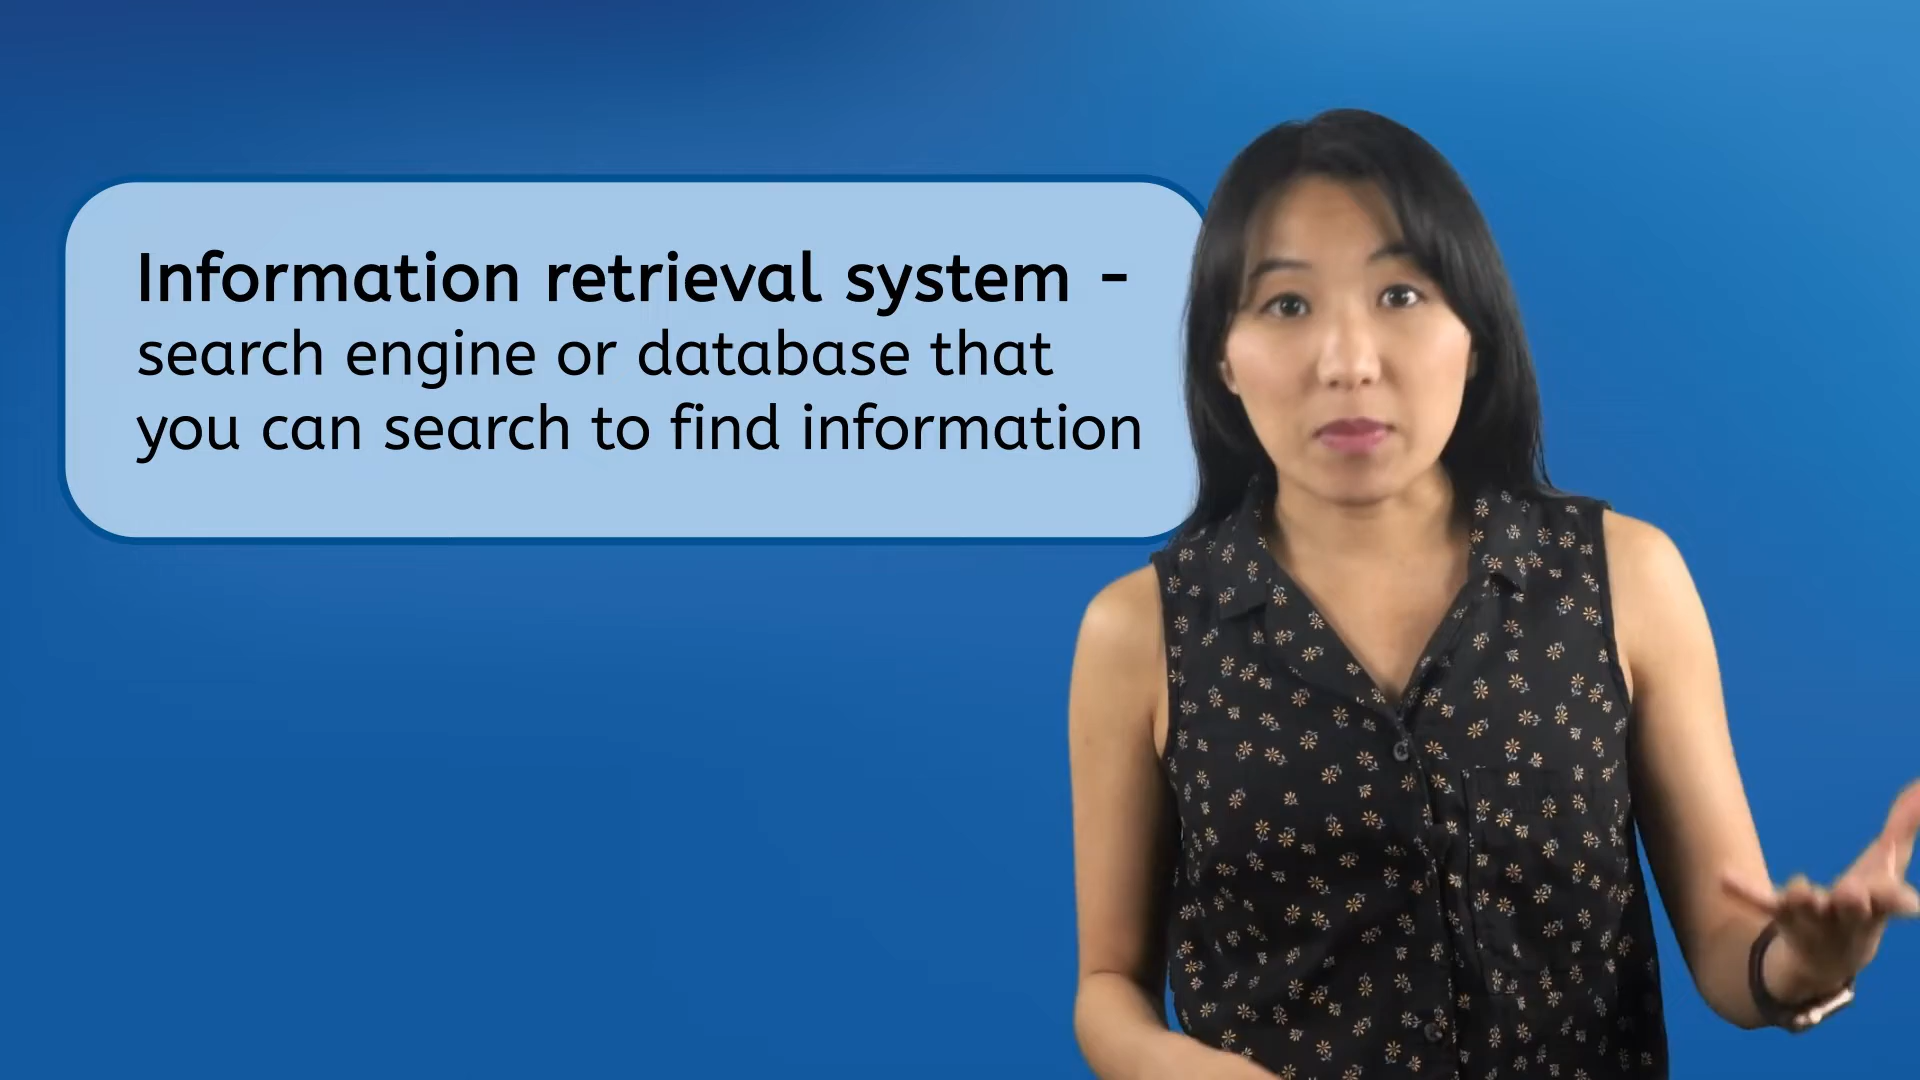 Information retrieval system -
search engine or database that
you can search to find information